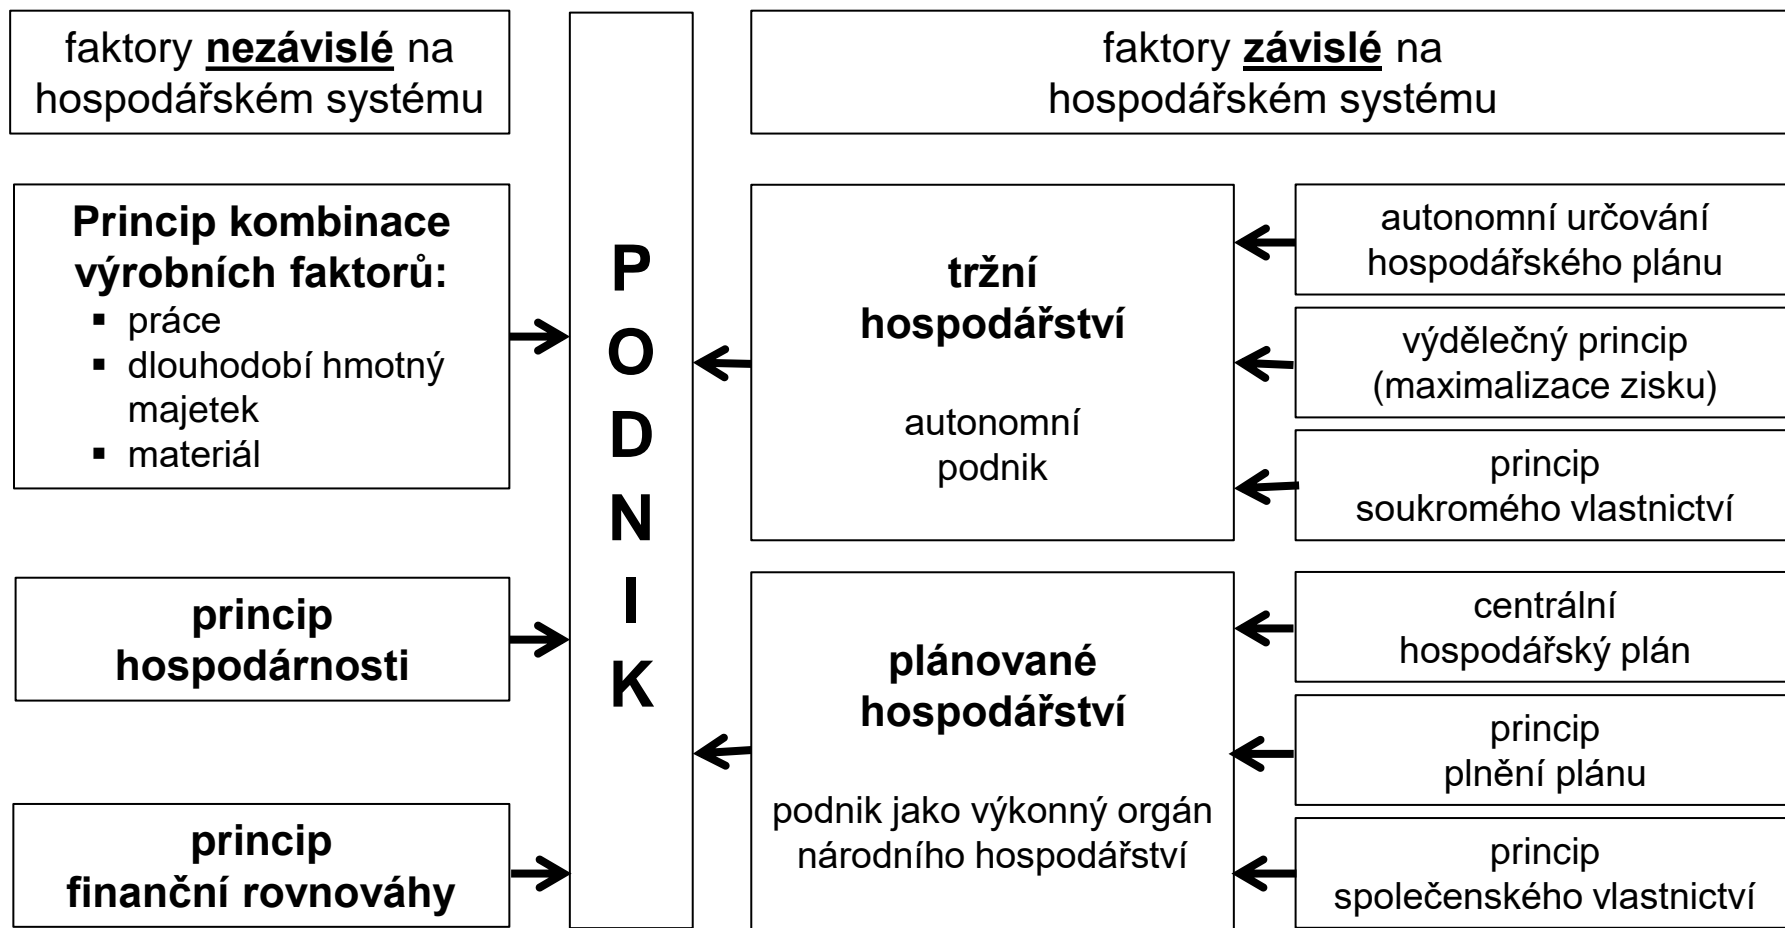 faktory nezávislé na
hospodářském systému
Princip kombinace
výrobních faktorů:
▪ práce
▪ dlouhodobí hmotný
majetek
▪ materiál
princip
hospodárnosti
princip
finanční rovnováhy
P
O
D
N
I
K
faktory závislé na
hospodářském systému
tržní
hospodářství
autonomní
podnik
autonomní určování
hospodářského plánu
výdělečný princip
(maximalizace zisku)
princip
soukromého vlastnictví
plánované
hospodářství
podnik jako výkonný orgán
národního hospodářství
centrální
hospodářský plán
princip
plnění plánu
princip
společenského vlastnictví